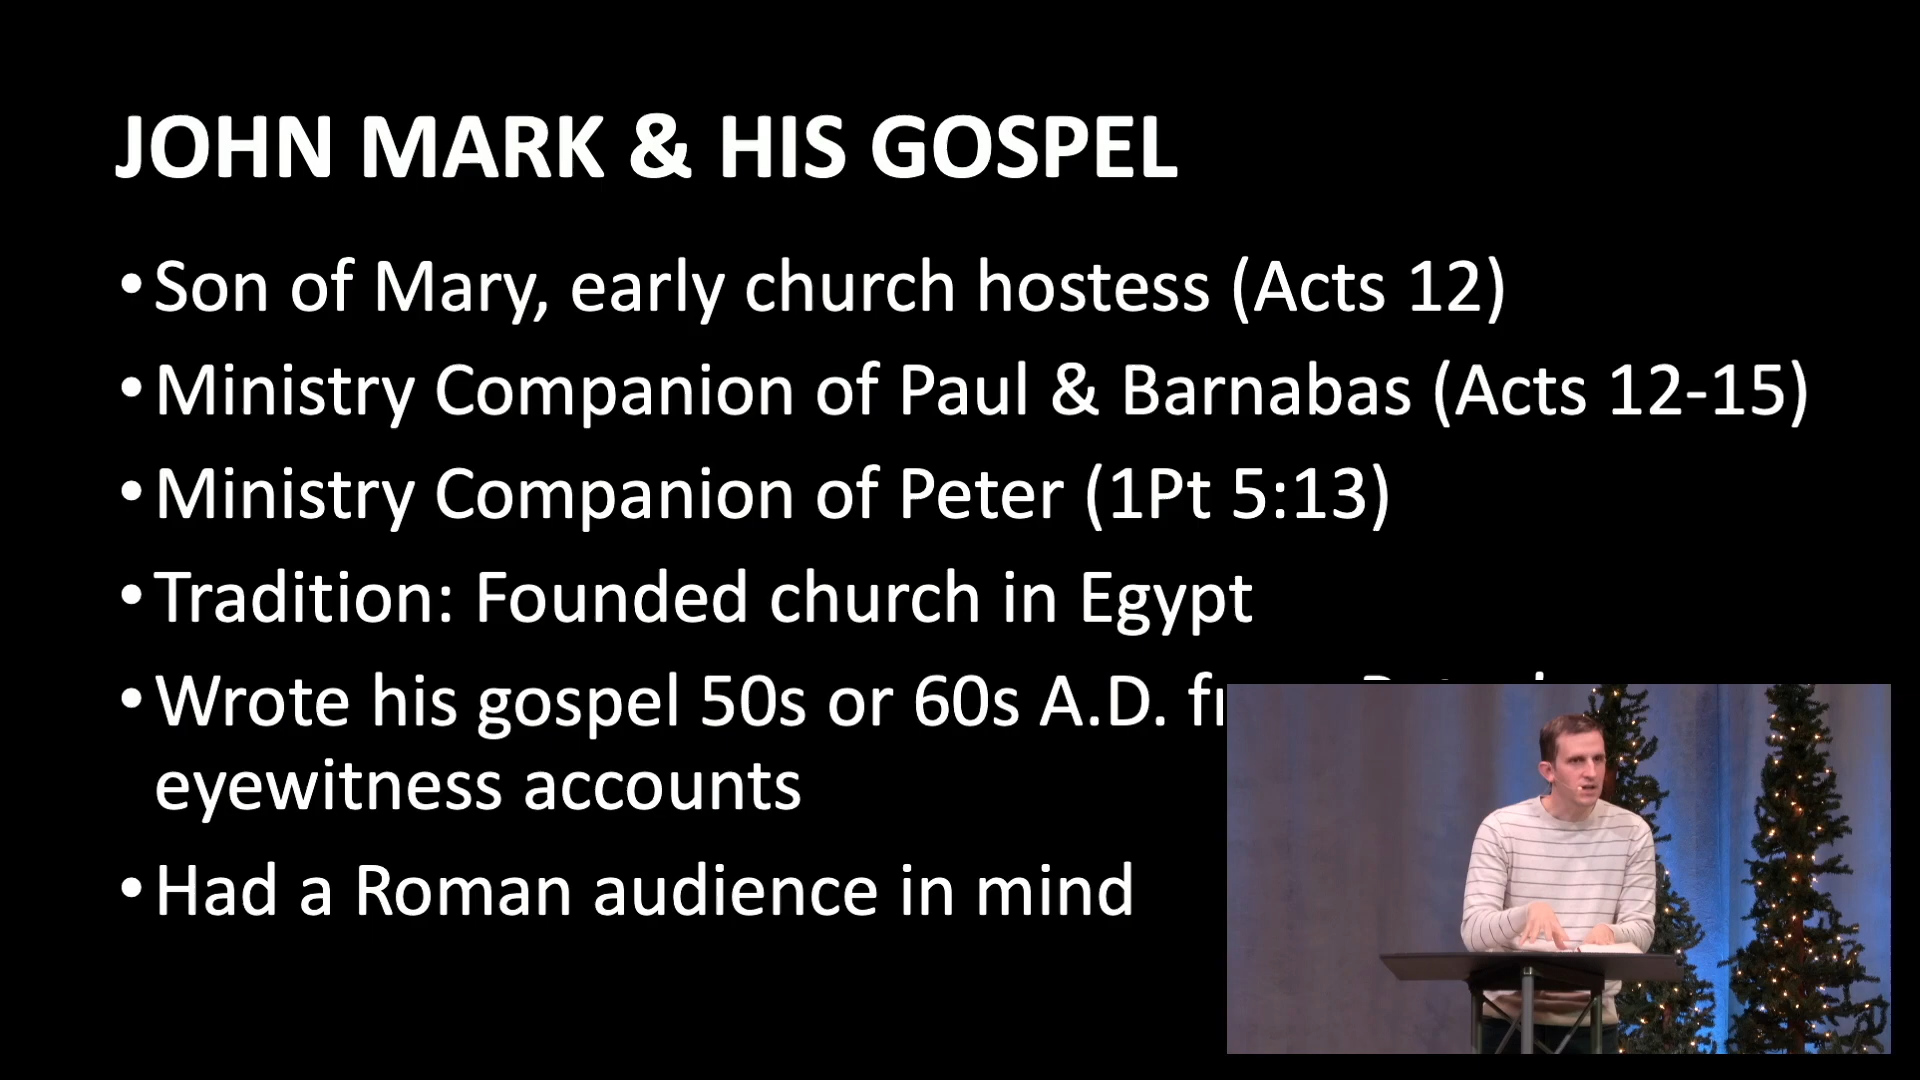 JOHN MARK & HIS GOSPEL
• Son of Mary, early church hostess (Acts 12)
• Ministry Companion of Paul & Barnabas (Acts 12-15)
• Ministry Companion of Peter (1Pt 5:13)
• Tradition: Founded church in Egypt
• Wrote his gospel 50s or 60s A.D.
eyewitness accounts
• Had a Roman audience in mind